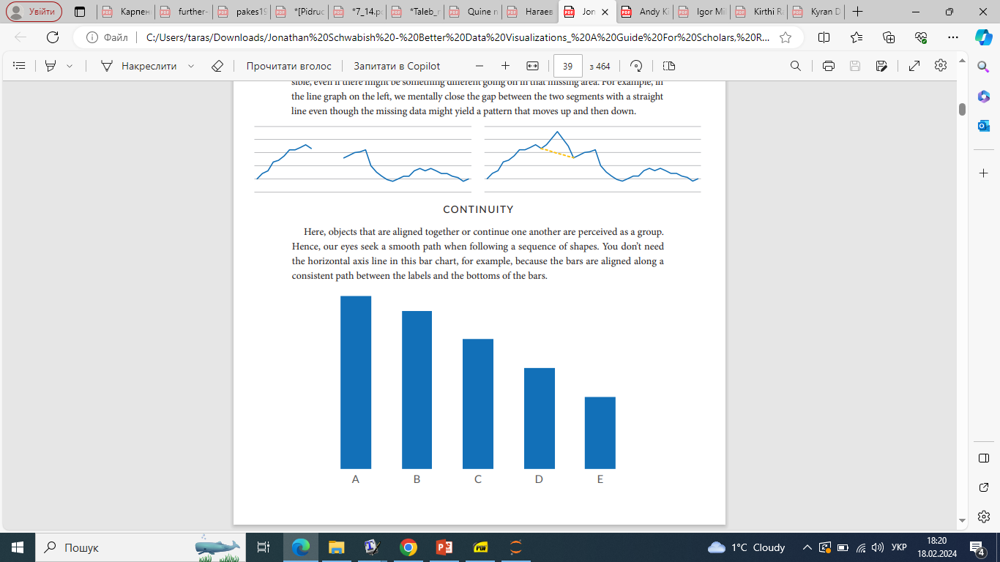 Увійти
Карпен
further-
pakes19
*[Pidruc
*7_14.p
*Taleb_r
Quine n
Нараєв
Jor
Andy Ki
Igor Mi
Kirthi R
Kyran D
Файл
C:/Users/taras/Downloads/Jonathan%20Schwabish%20-%20Better%20Data%20Visualizations_%20A%20Guide%20For%20Scholars,%20R...
Накреслити
Прочитати вголос
Запитати в Copilot
39
з 464
sible, even if there might be something different going on in that missing area. For example, in
the line graph on the left, we mentally close the gap between the two segments with a straight
line even though the missing data might yield a pattern that moves up and then down.
CONTINUITY
Here, objects that are aligned together or continue one another are perceived as a group.
Hence, our eyes seek a smooth path when following a sequence of shapes. You don’t need
the horizontal axis line in this bar chart, for example, because the bars are aligned along a
consistent path between the labels and the bottoms of the bars.
A B C D E
Пошук
1°C Cloudy
УКР
18:20
18.02.2024
4